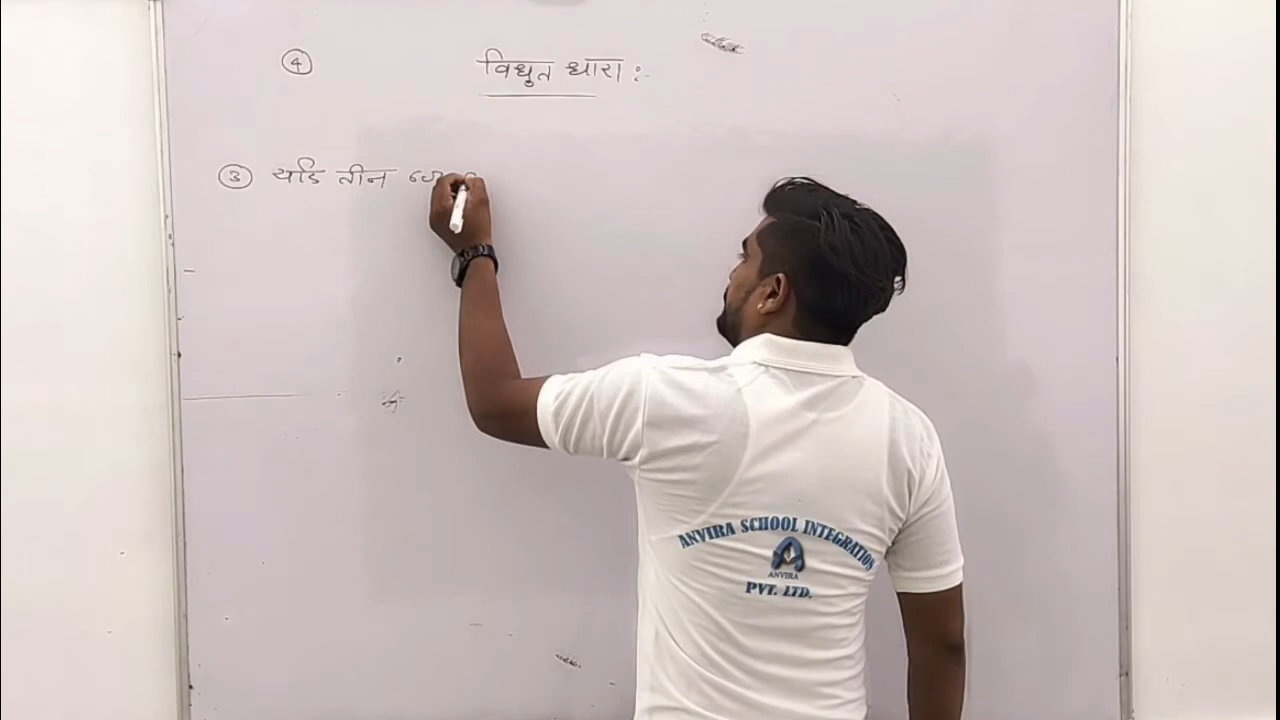 ④ विधुत धारा :-
③ यदि तीन
ANVIRA SCHOOL INTEGRATION
ANVIRA
PVT. LTD.